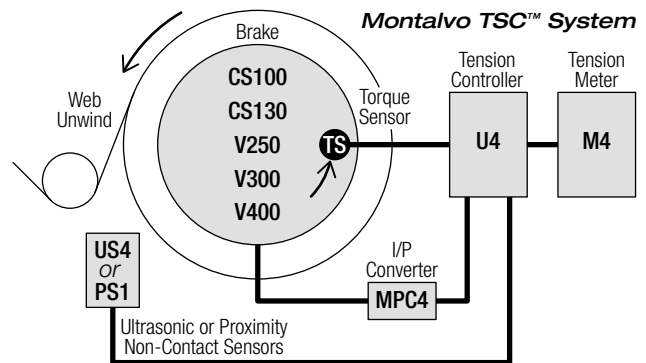 Montalvo TSC™ System
Brake
CS100
CS130
V250
V300
V400
TS
Torque
Sensor
Web
Unwind
Tension
Controller
U4
Tension
Meter
M4
I/P
Converter
MPC4
US4
or
PS1
Ultrasonic or Proximity
Non-Contact Sensors